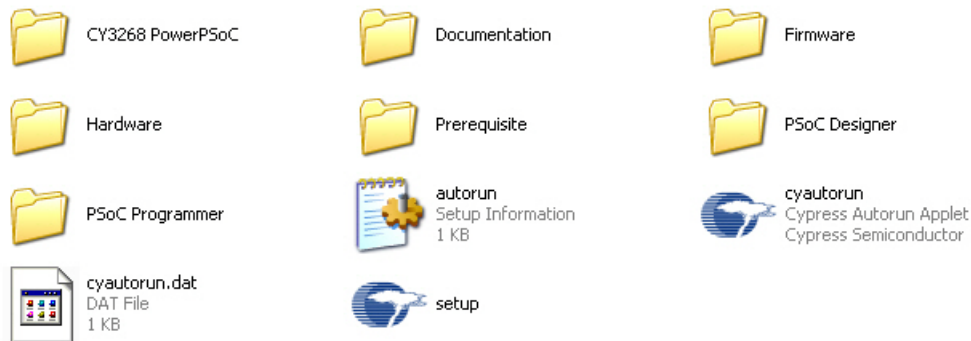 CY3268 PowerPSoC
Documentation
Firmware
Hardware
Prerequisite
PSoC Designer
PSoC Programmer
autorun
Setup Information
1 KB
cyautorun
Cypress Autorun Applet
Cypress Semiconductor
cyautorun.dat
DAT File
1 KB
setup